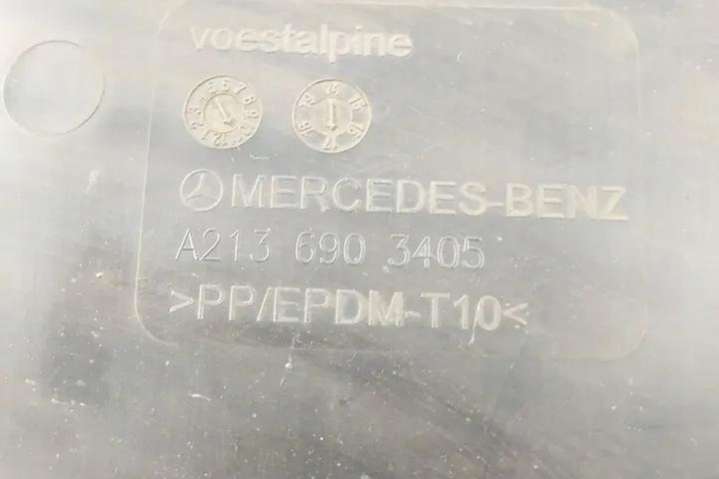 voestalpine
MERCEDES-BENZ
A213 690 3405
>PP/EPDM-T10<